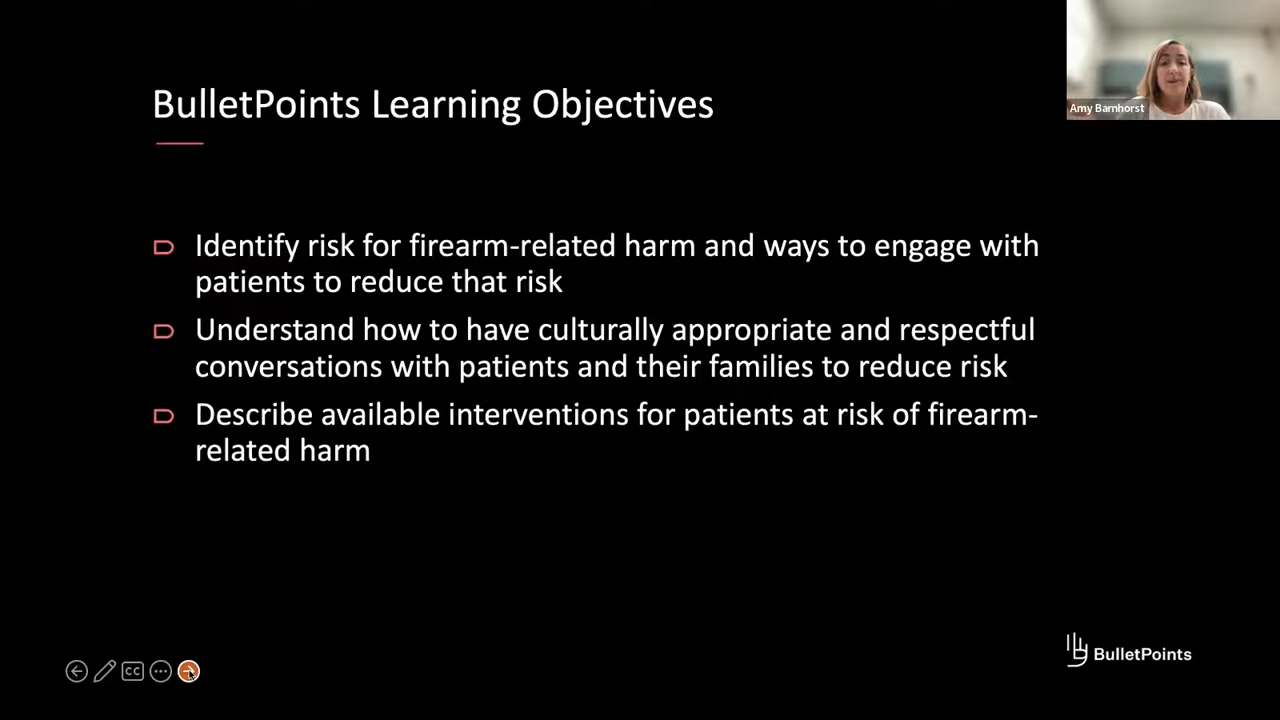 BulletPoints Learning Objectives
Amy Barnhorst
Identify risk for firearm-related harm and ways to engage with
patients to reduce that risk
Understand how to have culturally appropriate and respectful
conversations with patients and their families to reduce risk
Describe available interventions for patients at risk of firearm-
related harm
CC
BulletPoints